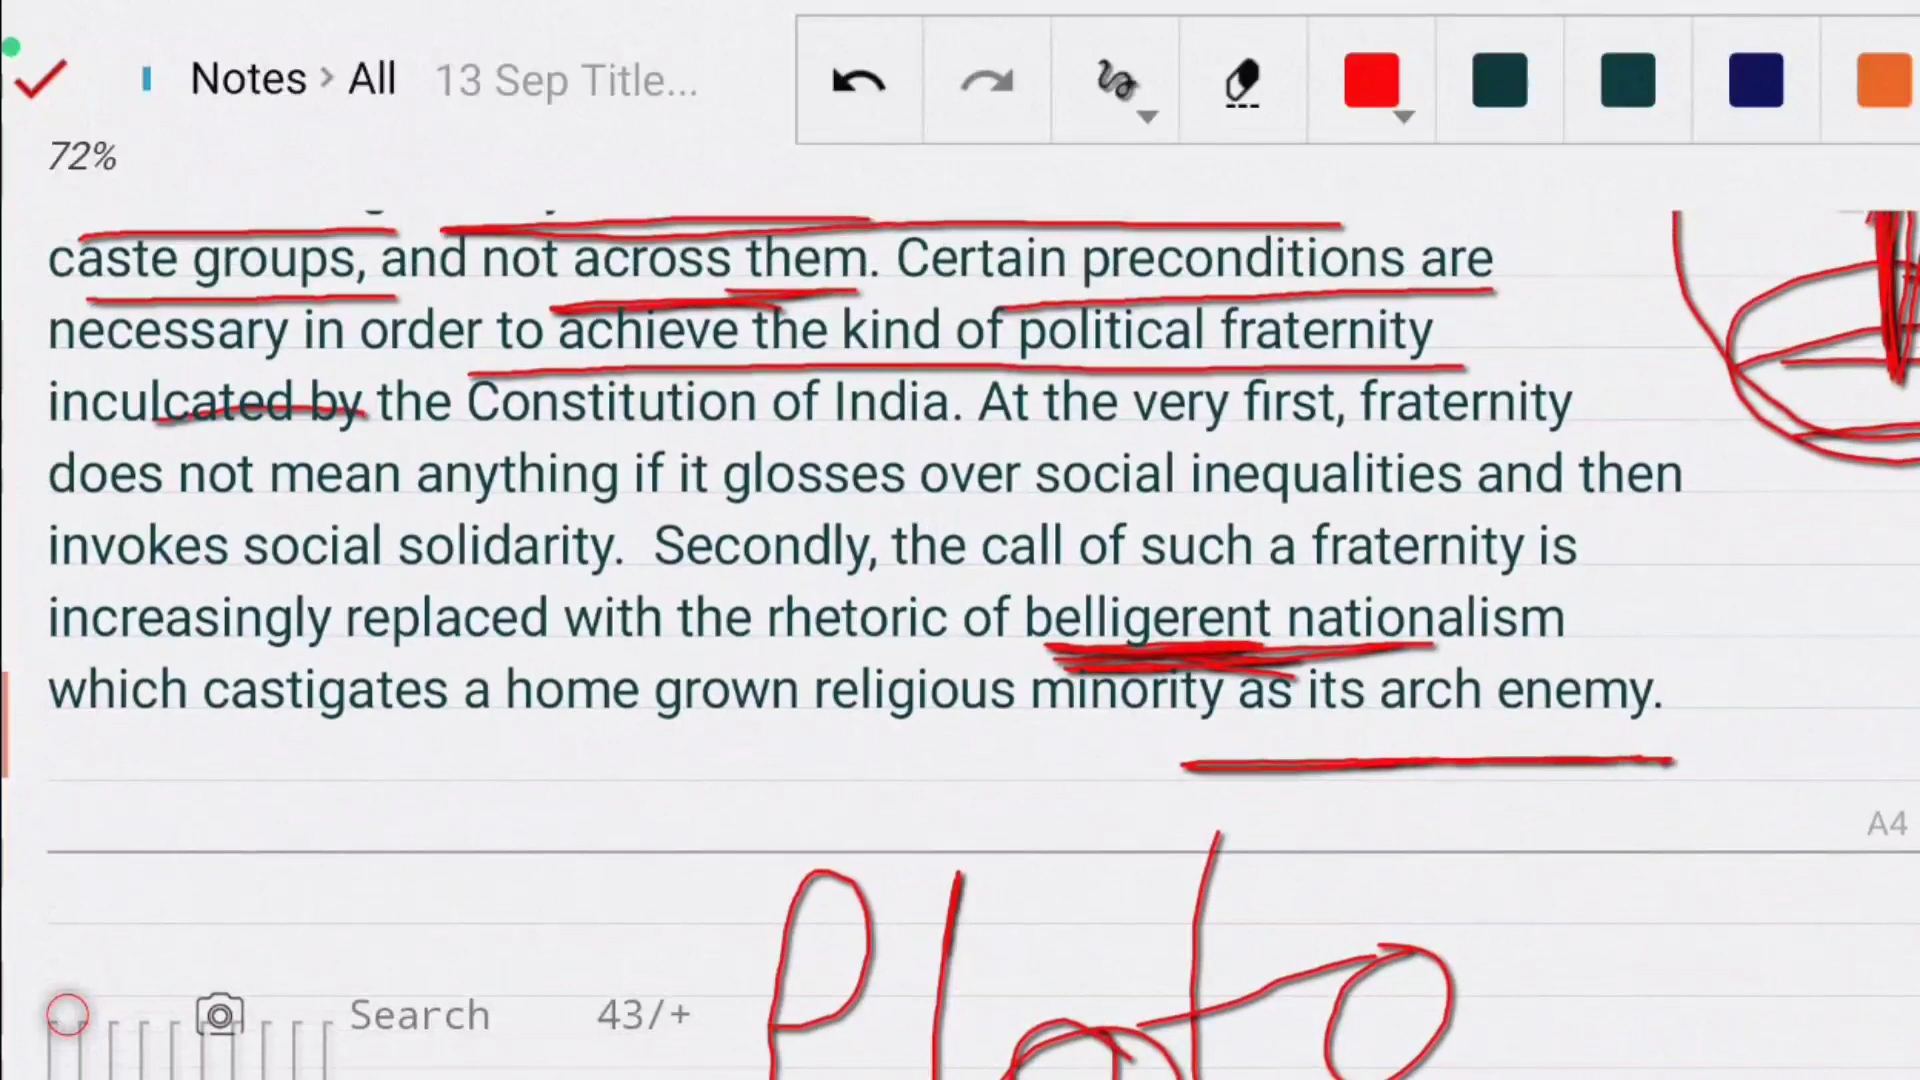 Notes > All 13 Sep Title...
72%
caste groups, and not across them. Certain preconditions are
necessary in order to achieve the kind of political fraternity
inculcated by the Constitution of India. At the very first, fraternity
does not mean anything if it glosses over social inequalities and then
invokes social solidarity.  Secondly, the call of such a fraternity is
increasingly replaced with the rhetoric of belligerent nationalism
which castigates a home grown religious minority as its arch enemy.
A4
Plato
Search 43/+